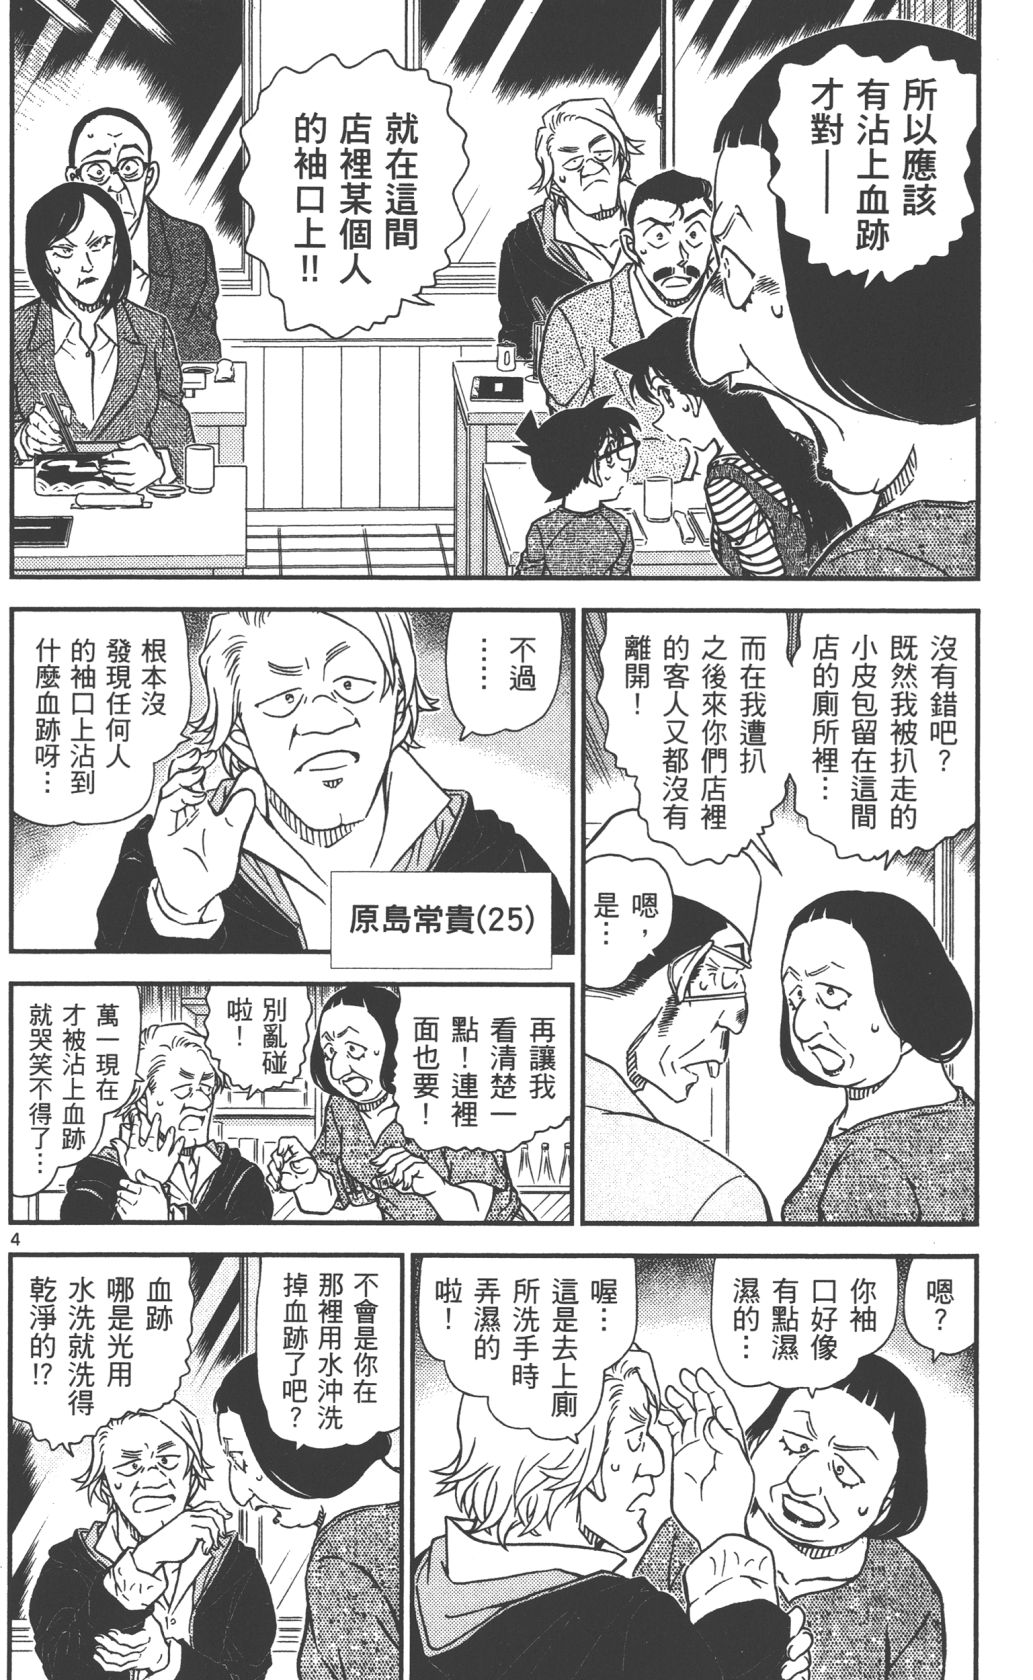 所以應該
有沾上血跡
才對——
就在這間
店裡某個人
的袖口上!!
沒有錯吧?
既然我被扒走的
小皮包留在這間
店的廁所裡…
而在我遭扒
之後來你們店裡
的客人又都沒有
離開!
嗯,
是…
不過
……
根本沒
發現任何人
的袖口上沾到
什麼血跡呀…
原島常貴(25)
再讓我
看清楚一
點!連裡
面也要!
別亂碰
啦!
萬一現在
才被沾上血跡
就哭笑不得了…
4
嗯?
你袖
口好像
有點濕
濕的…
喔…
這是去上廁
所洗手時
弄濕的
啦!
不會是你在
那裡用水沖洗
掉血跡了吧?
血跡
哪是光用
水洗就洗得
乾淨的!?